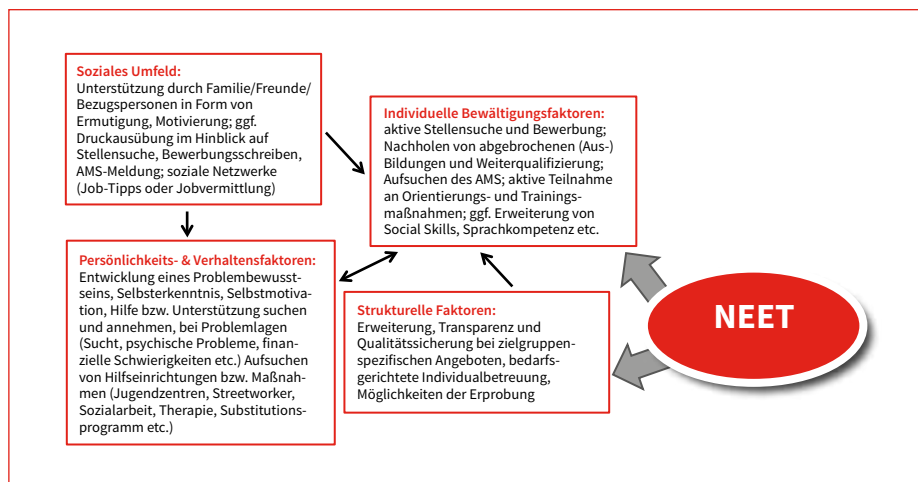 Soziales Umfeld:
Unterstützung durch Familie/Freunde/
Bezugspersonen in Form von
Ermutigung, Motivierung; ggf.
Druckausübung im Hinblick auf
Stellensuche, Bewerbungsschreiben,
AMS-Meldung; soziale Netzwerke
(Job-Tipps oder Jobvermittlung)
Individuelle Bewältigungsfaktoren:
aktive Stellensuche und Bewerbung;
Nachholen von abgebrochenen (Aus-)
Bildungen und Weiterqualifizierung;
Aufsuchen des AMS; aktive Teilnahme
an Orientierungs- und Trainings-
maßnahmen; ggf. Erweiterung von
Social Skills, Sprachkompetenz etc.
Persönlichkeits- & Verhaltensfaktoren:
Entwicklung eines Problembewusst-
seins, Selbsterkenntnis, Selbstmotiva-
tion, Hilfe bzw. Unterstützung suchen
und annehmen, bei Problemlagen
(Sucht, psychische Probleme, finan-
zielle Schwierigkeiten etc.) Aufsuchen
von Hilfseinrichtungen bzw. Maßnah-
men (Jugendzentren, Streetworker,
Sozialarbeit, Therapie, Substitutions-
programm etc.)
Strukturelle Faktoren:
Erweiterung, Transparenz und
Qualitätssicherung bei zielgruppen-
spezifischen Angeboten, bedarfs-
gerichtete Individualbetreuung,
Möglichkeiten der Erprobung
NEET